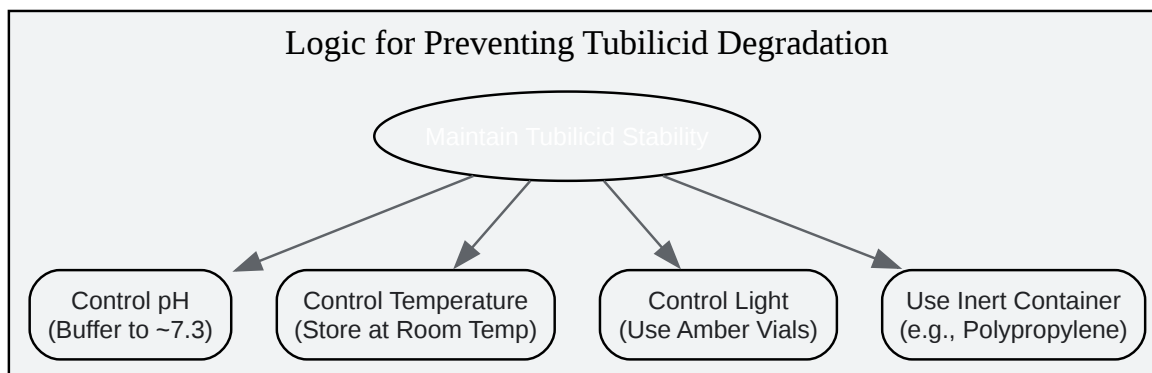 Logic for Preventing Tubilicid Degradation
Maintain Tubilicid Stability
Control pH
(Buffer to ~7.3)
Control Temperature
(Store at Room Temp)
Control Light
(Use Amber Vials)
Use Inert Container
(e.g., Polypropylene)